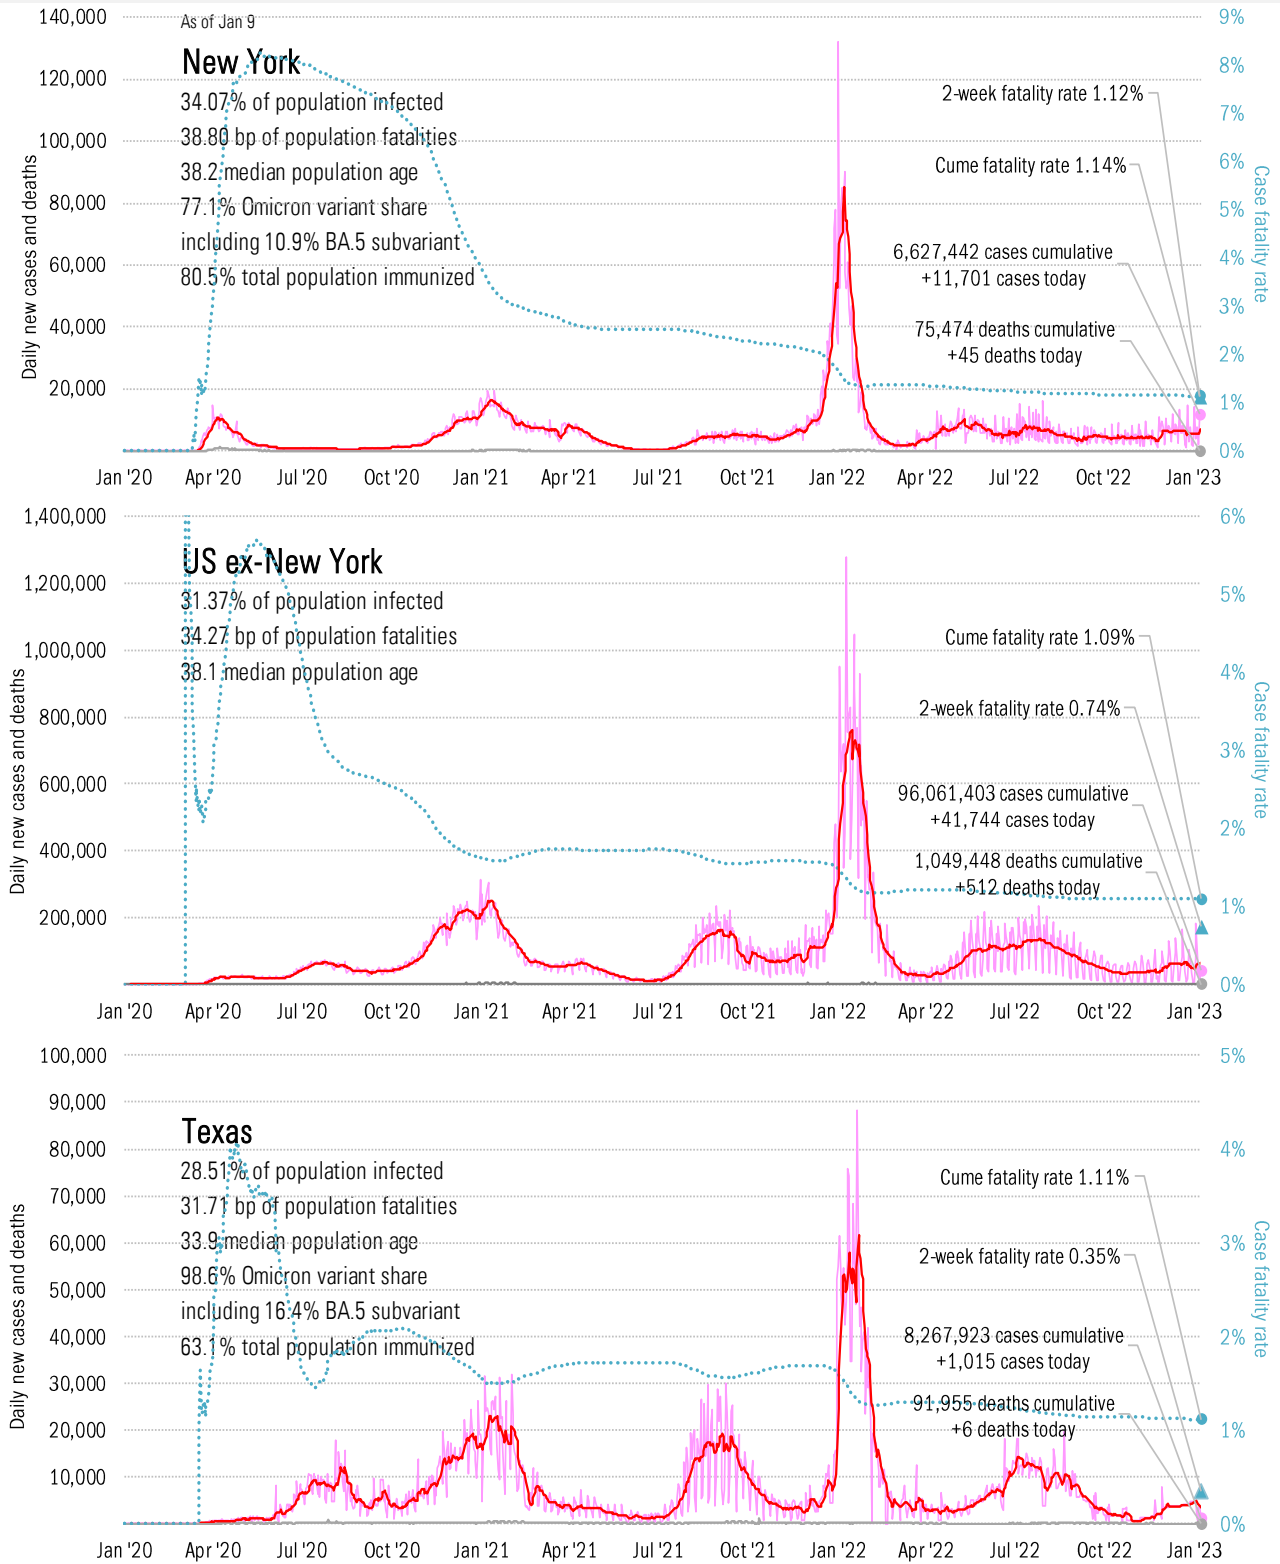 140,000
120,000
100,000
80,000
60,000
40,000
20,000
Daily new cases and deaths
As of Jan 9
New York
34.07% of population infected
38.80 bp of population fatalities
38.2 median population age
77.1% Omicron variant share
including 10.9% BA.5 subvariant
80.5% total population immunized
2-week fatality rate 1.12%
Cume fatality rate 1.14%
6,627,442 cases cumulative
+11,701 cases today
75,474 deaths cumulative
+45 deaths today
9%
8%
7%
6%
5%
4%
3%
2%
1%
0%
Case fatality rate
Jan '20 Apr '20 Jul '20 Oct '20 Jan '21 Apr '21 Jul '21 Oct '21 Jan '22 Apr '22 Jul '22 Oct '22 Jan '23
1,400,000
1,200,000
1,000,000
800,000
600,000
400,000
200,000
Daily new cases and deaths
US ex-New York
31.37% of population infected
34.27 bp of population fatalities
38.1 median population age
Cume fatality rate 1.09%
2-week fatality rate 0.74%
96,061,403 cases cumulative
+41,744 cases today
1,049,448 deaths cumulative
+512 deaths today
6%
5%
4%
3%
2%
1%
0%
Case fatality rate
Jan '20 Apr '20 Jul '20 Oct '20 Jan '21 Apr '21 Jul '21 Oct '21 Jan '22 Apr '22 Jul '22 Oct '22 Jan '23
100,000
90,000
80,000
70,000
60,000
50,000
40,000
30,000
20,000
10,000
Daily new cases and deaths
Texas
28.51% of population infected
31.71 bp of population fatalities
33.9 median population age
98.6% Omicron variant share
including 16.4% BA.5 subvariant
63.1% total population immunized
Cume fatality rate 1.11%
2-week fatality rate 0.35%
8,267,923 cases cumulative
+1,015 cases today
91,955 deaths cumulative
+6 deaths today
5%
4%
3%
2%
1%
0%
Case fatality rate
Jan '20 Apr '20 Jul '20 Oct '20 Jan '21 Apr '21 Jul '21 Oct '21 Jan '22 Apr '22 Jul '22 Oct '22 Jan '23